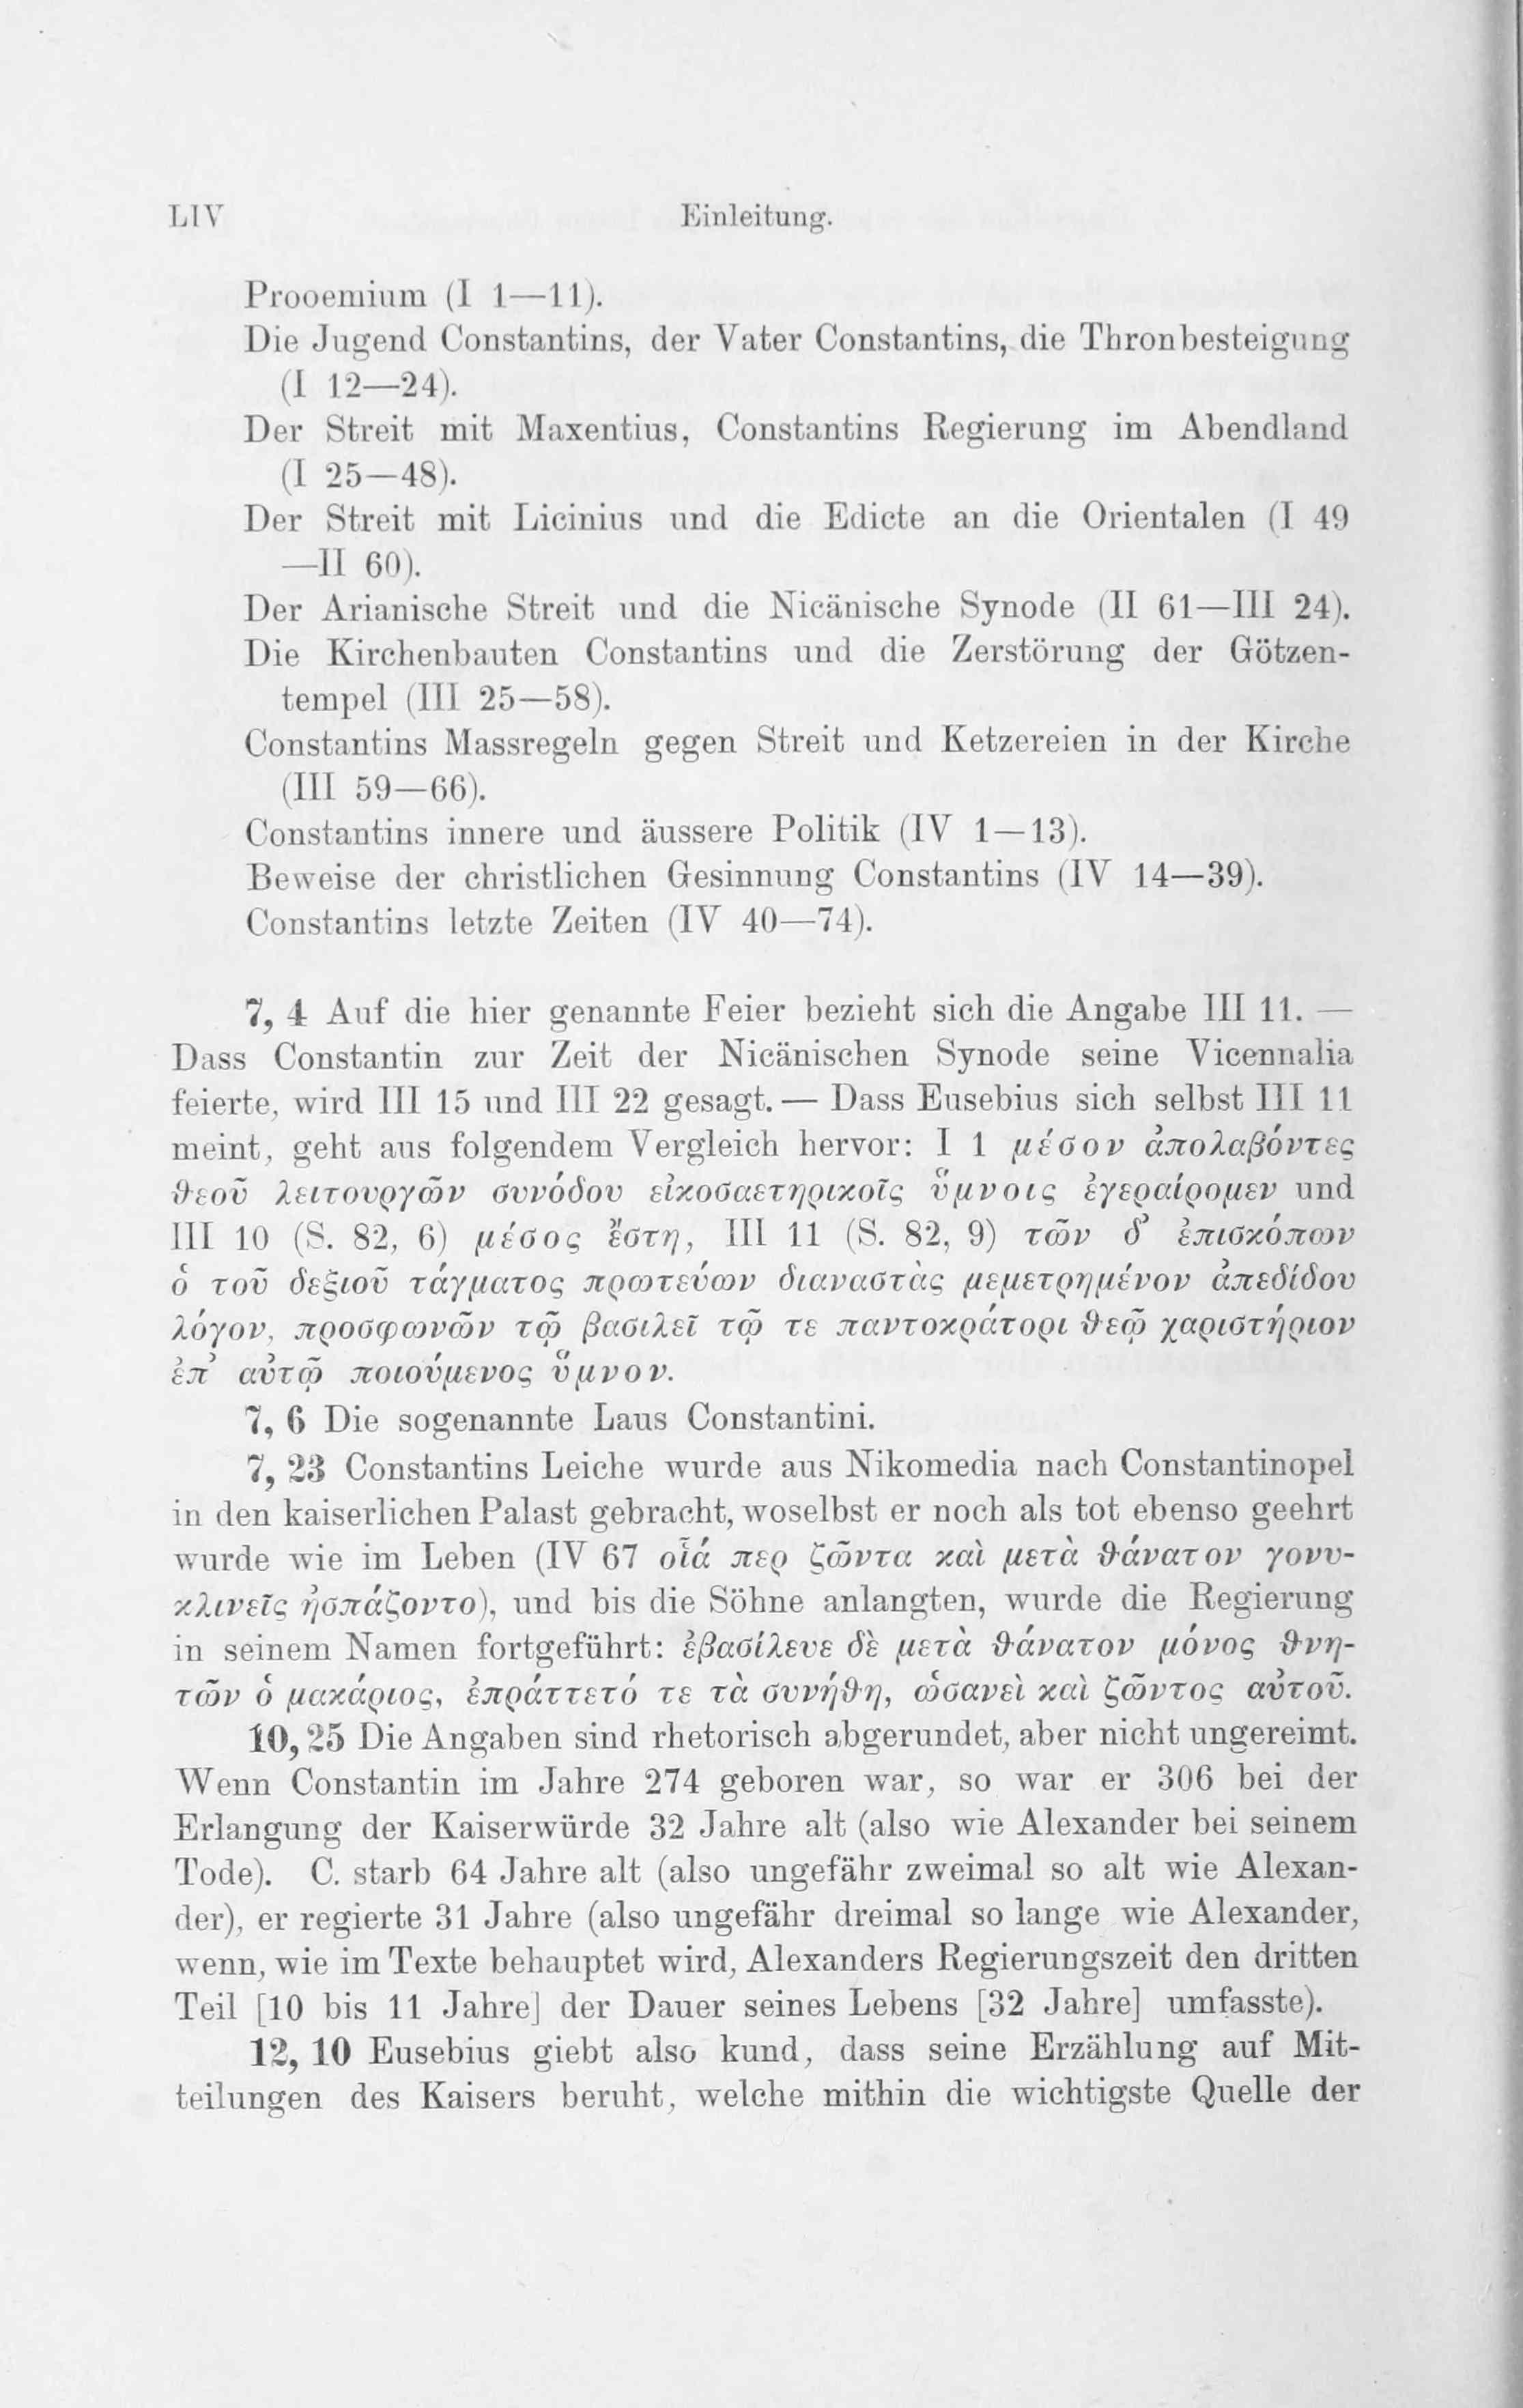 LIV Einleitung.
Prooemium (I 1—11).
Die Jugend Constantins, der Vater Constantins, die Thronbesteigung
(I 12—24).
Der Streit mit Maxentius, Constantins Regierung im Abendland
(I 25—48).
Der Streit mit Licinius und die Edicte an die Orientalen (I 49
—II 60).
Der Arianische Streit und die Nicänische Synode (II 61—III 24).
Die Kirchenbauten Constantins und die Zerstörung der Götzen-
tempel (III 25—58).
Constantins Massregeln gegen Streit und Ketzereien in der Kirche
(III 59—66).
Constantins innere und äussere Politik (IV 1—13).
Beweise der christlichen Gesinnung Constantins (IV 14—39).
Constantins letzte Zeiten (IV 40—74).
7, 4 Auf die hier genannte Feier bezieht sich die Angabe III 11. —
Dass Constantin zur Zeit der Nicänischen Synode seine Vicennalia
feierte, wird III 15 und III 22 gesagt. — Dass Eusebius sich selbst III 11
meint, geht aus folgendem Vergleich hervor: I 1 μέσον ἀπολαβόντες
θεοῦ λειτουργῶν συνόδου εἰκοσαετηρικοῖς ὕμνοις ἐγεραίρομεν und
III 10 (S. 82, 6) μέσος ἔστη, III 11 (S. 82, 9) τῶν δ' ἐπισκόπων
ὁ τοῦ δεξιοῦ τάγματος πρωτεύων διαναστὰς μεμετρημένον ἀπεδίδου
λόγον, προσφωνῶν τῷ βασιλεῖ τῷ τε παντοκράτορι θεῷ χαριστήριον
ἐπ' αὐτῷ ποιούμενος ὕμνον.
7, 6 Die sogenannte Laus Constantini.
7, 23 Constantins Leiche wurde aus Nikomedia nach Constantinopel
in den kaiserlichen Palast gebracht, woselbst er noch als tot ebenso geehrt
wurde wie im Leben (IV 67 οἷά περ ζῶντα καὶ μετὰ θάνατον γονυ-
κλινεῖς ἠσπάζοντο), und bis die Söhne anlangten, wurde die Regierung
in seinem Namen fortgeführt: ἐβασίλευε δὲ μετὰ θάνατον μόνος θνη-
τῶν ὁ μακάριος, ἐπράττετό τε τὰ συνήθη, ὡσανεὶ καὶ ζῶντος αὐτοῦ.
10, 25 Die Angaben sind rhetorisch abgerundet, aber nicht ungereimt.
Wenn Constantin im Jahre 274 geboren war, so war er 306 bei der
Erlangung der Kaiserwürde 32 Jahre alt (also wie Alexander bei seinem
Tode). C. starb 64 Jahre alt (also ungefähr zweimal so alt wie Alexan-
der), er regierte 31 Jahre (also ungefähr dreimal so lange wie Alexander,
wenn, wie im Texte behauptet wird, Alexanders Regierungszeit den dritten
Teil [10 bis 11 Jahre] der Dauer seines Lebens [32 Jahre] umfasste).
12, 10 Eusebius giebt also kund, dass seine Erzählung auf Mit-
teilungen des Kaisers beruht, welche mithin die wichtigste Quelle der